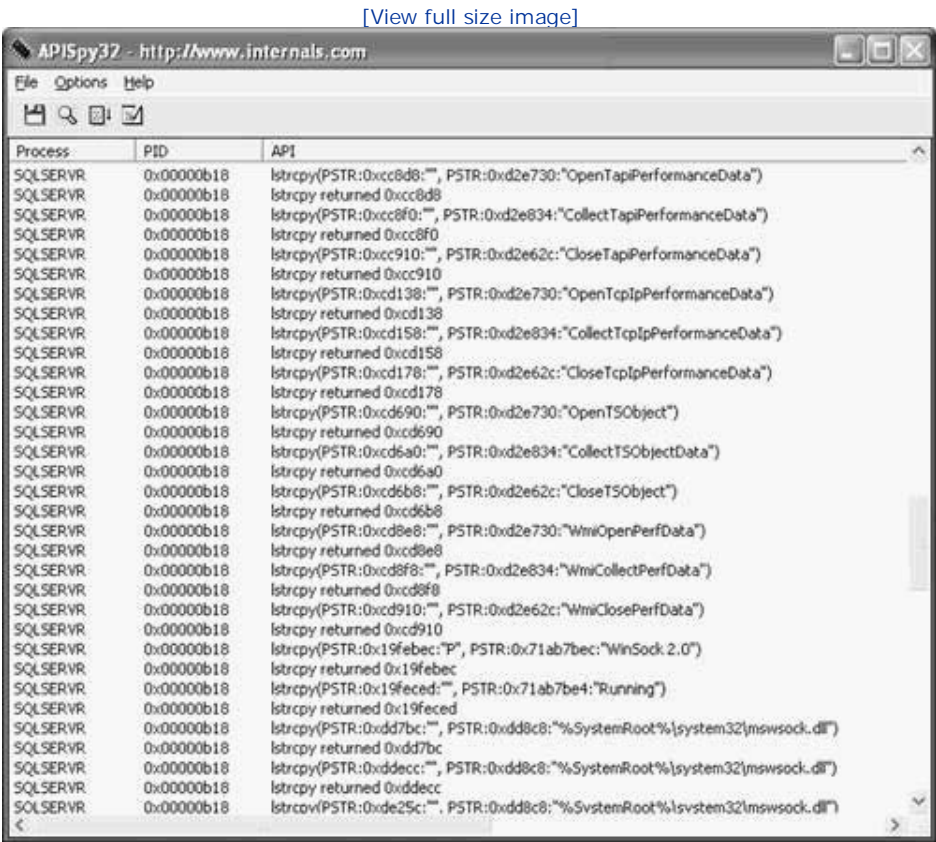 [View full size image]
APISpy32 - http://www.internals.com
File Options Help
Process PID API
SQLSERVR 0x00000b18 lstrcpy(PSTR:0xcc8d8:"", PSTR:0xd2e730:"OpenTapiPerformanceData")
SQLSERVR 0x00000b18 lstrcpy returned 0xcc8d8
SQLSERVR 0x00000b18 lstrcpy(PSTR:0xcc8f0:"", PSTR:0xd2e834:"CollectTapiPerformanceData")
SQLSERVR 0x00000b18 lstrcpy returned 0xcc8f0
SQLSERVR 0x00000b18 lstrcpy(PSTR:0xcc910:"", PSTR:0xd2e62c:"CloseTapiPerformanceData")
SQLSERVR 0x00000b18 lstrcpy returned 0xcc910
SQLSERVR 0x00000b18 lstrcpy(PSTR:0xcd138:"", PSTR:0xd2e730:"OpenTcpIpPerformanceData")
SQLSERVR 0x00000b18 lstrcpy returned 0xcd138
SQLSERVR 0x00000b18 lstrcpy(PSTR:0xcd158:"", PSTR:0xd2e834:"CollectTcpIpPerformanceData")
SQLSERVR 0x00000b18 lstrcpy returned 0xcd158
SQLSERVR 0x00000b18 lstrcpy(PSTR:0xcd178:"", PSTR:0xd2e62c:"CloseTcpIpPerformanceData")
SQLSERVR 0x00000b18 lstrcpy returned 0xcd178
SQLSERVR 0x00000b18 lstrcpy(PSTR:0xcd690:"", PSTR:0xd2e730:"OpenTSObject")
SQLSERVR 0x00000b18 lstrcpy returned 0xcd690
SQLSERVR 0x00000b18 lstrcpy(PSTR:0xcd6a0:"", PSTR:0xd2e834:"CollectTSObjectData")
SQLSERVR 0x00000b18 lstrcpy returned 0xcd6a0
SQLSERVR 0x00000b18 lstrcpy(PSTR:0xcd6b8:"", PSTR:0xd2e62c:"CloseTSObject")
SQLSERVR 0x00000b18 lstrcpy returned 0xcd6b8
SQLSERVR 0x00000b18 lstrcpy(PSTR:0xcd8e8:"", PSTR:0xd2e730:"WmiOpenPerfData")
SQLSERVR 0x00000b18 lstrcpy returned 0xcd8e8
SQLSERVR 0x00000b18 lstrcpy(PSTR:0xcd8f8:"", PSTR:0xd2e834:"WmiCollectPerfData")
SQLSERVR 0x00000b18 lstrcpy returned 0xcd8f8
SQLSERVR 0x00000b18 lstrcpy(PSTR:0xcd910:"", PSTR:0xd2e62c:"WmiClosePerfData")
SQLSERVR 0x00000b18 lstrcpy returned 0xcd910
SQLSERVR 0x00000b18 lstrcpy(PSTR:0x19febec:"P", PSTR:0x71ab7bec:"WinSock 2.0")
SQLSERVR 0x00000b18 lstrcpy returned 0x19febec
SQLSERVR 0x00000b18 lstrcpy(PSTR:0x19feced:"", PSTR:0x71ab7be4:"Running")
SQLSERVR 0x00000b18 lstrcpy returned 0x19feced
SQLSERVR 0x00000b18 lstrcpy(PSTR:0xdd7bc:"", PSTR:0xdd8c8:"%SystemRoot%\system32\mswsock.dll")
SQLSERVR 0x00000b18 lstrcpy returned 0xdd7bc
SQLSERVR 0x00000b18 lstrcpy(PSTR:0xddecc:"", PSTR:0xdd8c8:"%SystemRoot%\system32\mswsock.dll")
SQLSERVR 0x00000b18 lstrcpy returned 0xddecc
SQLSERVR 0x00000b18 lstrcpy(PSTR:0xde25c:"", PSTR:0xdd8c8:"%SystemRoot%\system32\mswsock.dll")